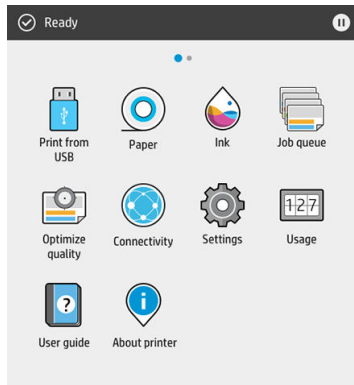 Ready
Print from
USB
Paper
Ink
Job queue
Optimize
quality
Connectivity
Settings
127
Usage
?
User guide
i
About printer